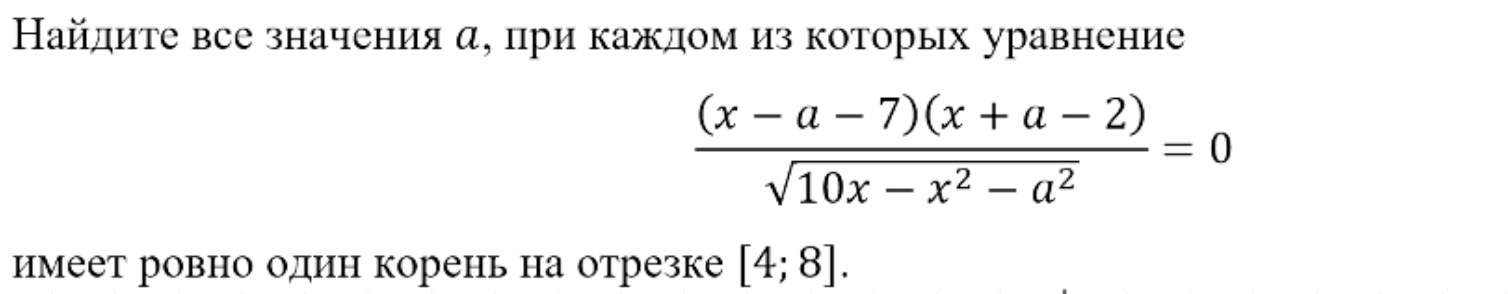 Найдите все значения a, при каждом из которых уравнение
(x − a − 7)(x + a − 2)
= 0
√10x − x² − a²
имеет ровно один корень на отрезке [4; 8].